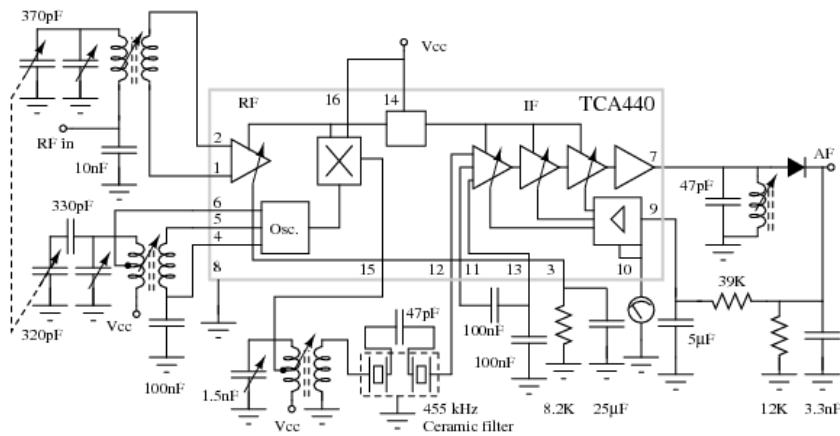 370pF
Vcc
RF
16
14
IF
TCA440
RF in
2
7
AF
10nF
1
47pF
330pF
6
5
Osc.
9
4
8
15
12
11
13
3
10
39K
Vcc
320pF
47pF
100nF
5µF
100nF
100nF
1.5nF
Vcc
455 kHz
Ceramic filter
8.2K
25µF
12K
3.3nF